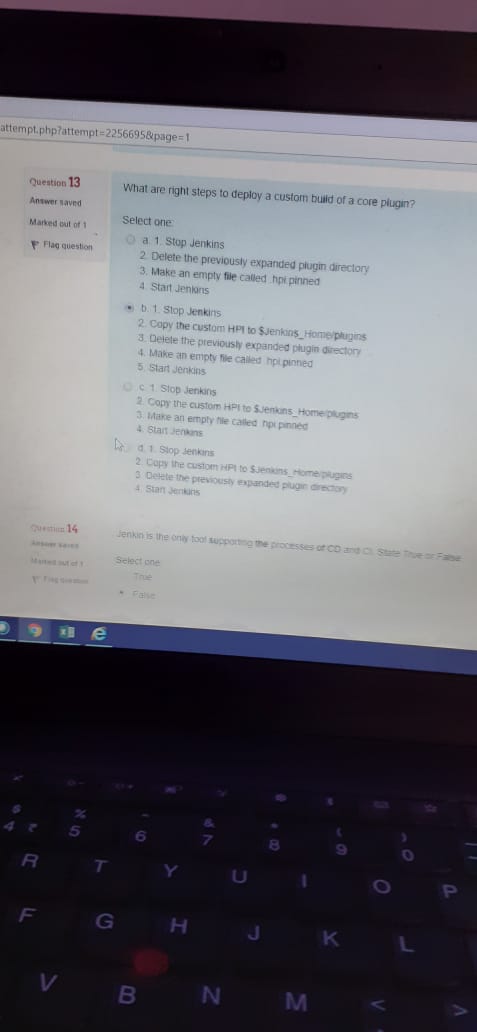 attempt.php?attempt=2256695&page=1
Question 13
Answer saved
Marked out of 1
Flag question
What are right steps to deploy a custom build of a core plugin?
Select one:
a. 1. Stop Jenkins
2. Delete the previously expanded plugin directory
3. Make an empty file called .hpi.pinned
4. Start Jenkins
b. 1. Stop Jenkins
2. Copy the custom HPI to $Jenkins_Home/plugins
3. Delete the previously expanded plugin directory
4. Make an empty file called .hpi.pinned
5. Start Jenkins
c. 1. Stop Jenkins
2. Copy the custom HPI to $Jenkins_Home/plugins
3. Make an empty file called .hpi.pinned
4. Start Jenkins
d. 1. Stop Jenkins
2. Copy the custom HPI to $Jenkins_Home/plugins
3. Delete the previously expanded plugin directory
4. Start Jenkins
Question 14
Answer saved
Marked out of 1
Flag question
Jenkin is the only tool supporting the processes of CD and CI. State True or False
Select one:
True
False
$ % & * ( )
4 ₹ 5 6 7 8 9 0
R T Y U I O P
F G H J K L
V B N M < >